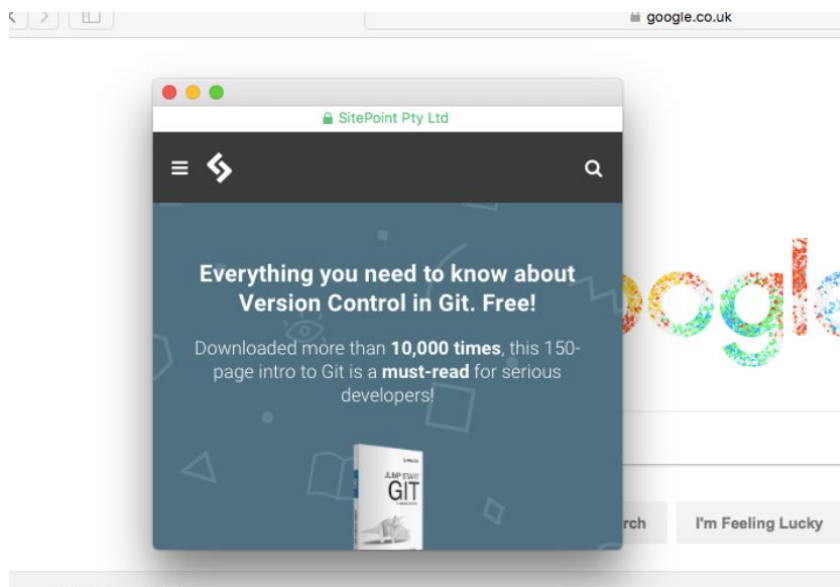 google.co.uk
SitePoint Pty Ltd
Everything you need to know about
Version Control in Git. Free!
Downloaded more than 10,000 times, this 150-
page intro to Git is a must-read for serious
developers!
JUMP START
GIT
oogle
rch
I'm Feeling Lucky